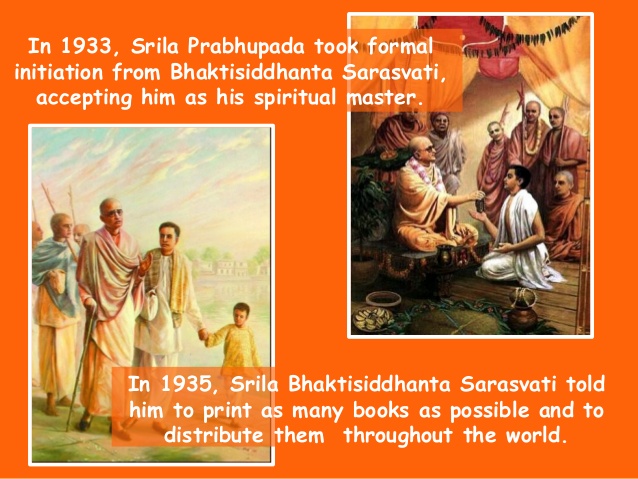 In 1933, Srila Prabhupada took formal
initiation from Bhaktisiddhanta Sarasvati,
accepting him as his spiritual master.
In 1935, Srila Bhaktisiddhanta Sarasvati told
him to print as many books as possible and to
distribute them throughout the world.